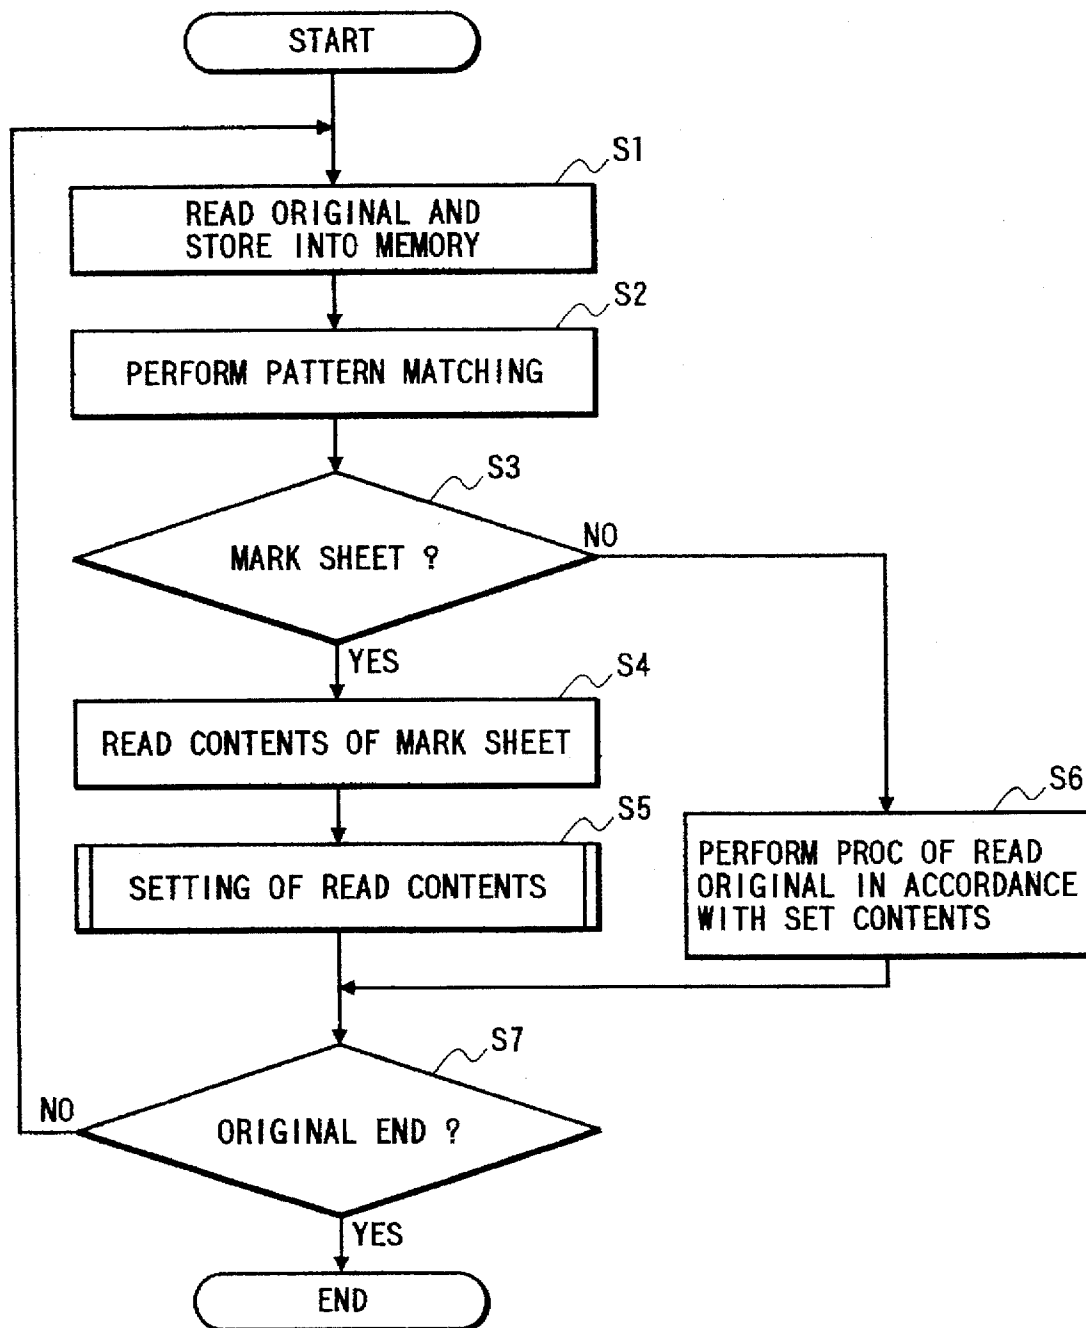 START
S1
READ ORIGINAL AND
STORE INTO MEMORY
S2
PERFORM PATTERN MATCHING
S3
MARK SHEET ?
NO
YES
S4
READ CONTENTS OF MARK SHEET
S5
SETTING OF READ CONTENTS
S6
PERFORM PROC OF READ
ORIGINAL IN ACCORDANCE
WITH SET CONTENTS
S7
ORIGINAL END ?
NO
YES
END